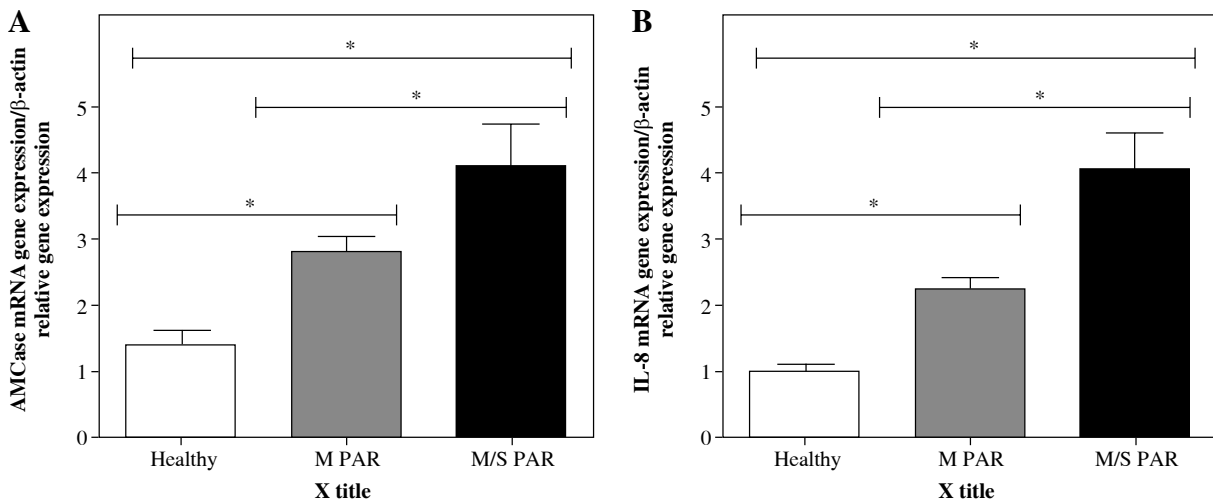 A
AMCase mRNA gene expression/β-actin
relative gene expression
5
4
3
2
1
0
*
*
*
Healthy
M PAR
M/S PAR
X title
B
IL-8 mRNA gene expression/β-actin
relative gene expression
5
4
3
2
1
0
*
*
*
Healthy
M PAR
M/S PAR
X title